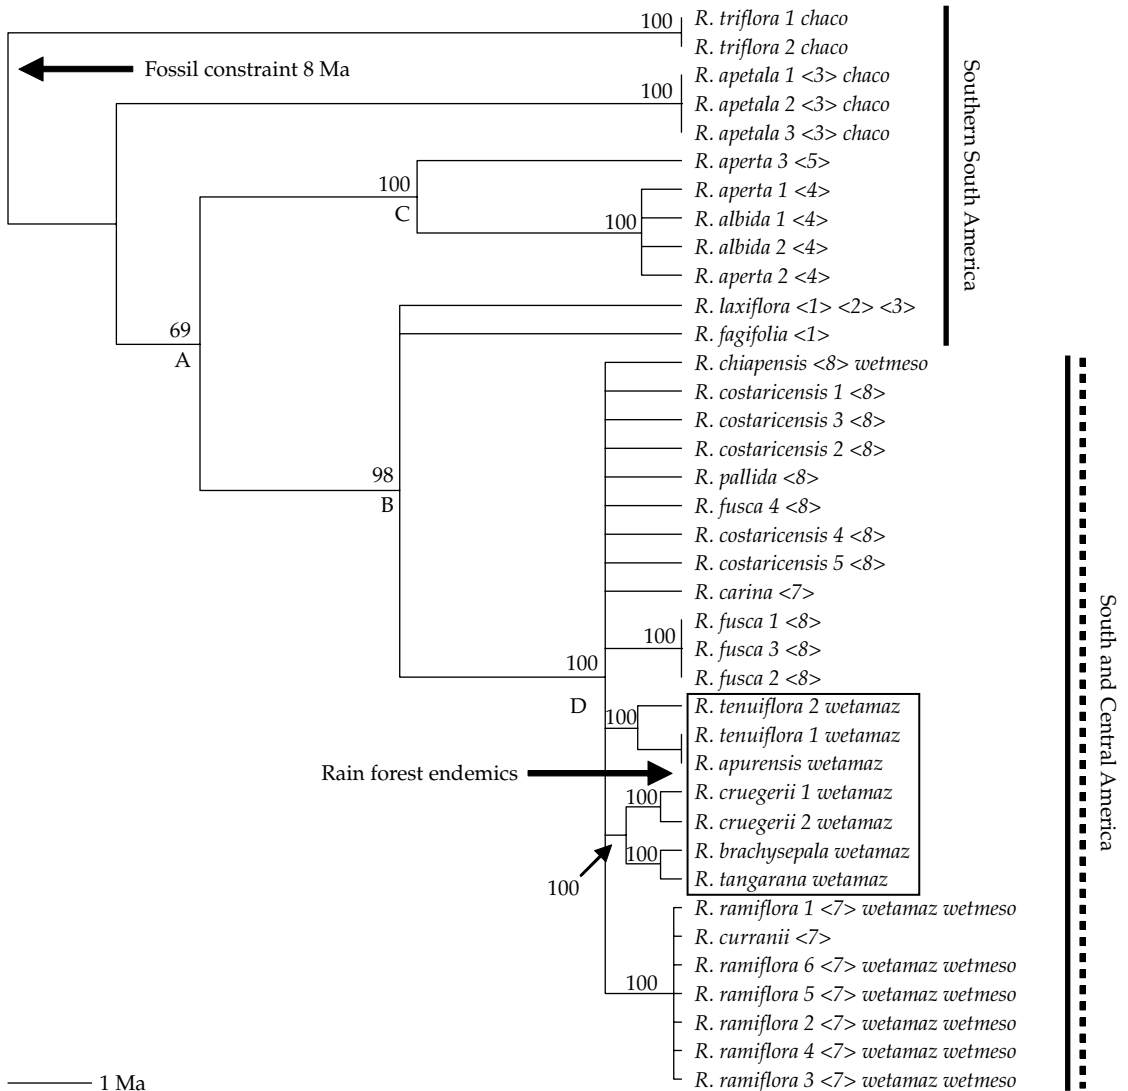 100
R. triflora 1 chaco
R. triflora 2 chaco
Fossil constraint 8 Ma
100
R. apetala 1 <3> chaco
R. apetala 2 <3> chaco
R. apetala 3 <3> chaco
R. aperta 3 <5>
100
C
R. aperta 1 <4>
100
R. albida 1 <4>
R. albida 2 <4>
R. aperta 2 <4>
Southern South America
R. laxiflora <1> <2> <3>
R. fagifolia <1>
69
A
R. chiapensis <8> wetmeso
R. costaricensis 1 <8>
R. costaricensis 3 <8>
R. costaricensis 2 <8>
98
B
R. pallida <8>
R. fusca 4 <8>
R. costaricensis 4 <8>
R. costaricensis 5 <8>
R. carina <7>
R. fusca 1 <8>
100
R. fusca 3 <8>
R. fusca 2 <8>
100
D
R. tenuiflora 2 wetamaz
100
R. tenuiflora 1 wetamaz
R. apurensis wetamaz
Rain forest endemics
100
R. cruegerii 1 wetamaz
R. cruegerii 2 wetamaz
100
R. brachysepala wetamaz
R. tangarana wetamaz
100
South and Central America
R. ramiflora 1 <7> wetamaz wetmeso
R. curranii <7>
R. ramiflora 6 <7> wetamaz wetmeso
100
R. ramiflora 5 <7> wetamaz wetmeso
R. ramiflora 2 <7> wetamaz wetmeso
R. ramiflora 4 <7> wetamaz wetmeso
R. ramiflora 3 <7> wetamaz wetmeso
1 Ma